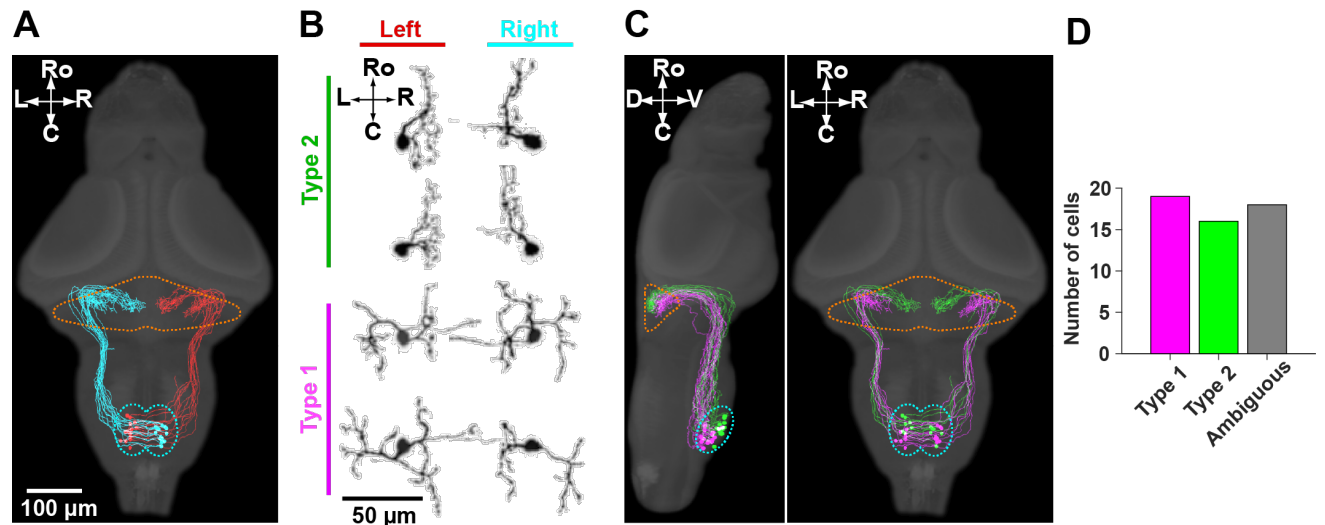 A
Ro
L R
C
100 µm
B
Left Right
Type 2
Type 1
Ro
L R
C
50 µm
C
Ro
D V
C
Ro
L R
C
D
Number of cells
20
15
10
5
0
Type 1
Type 2
Ambiguous